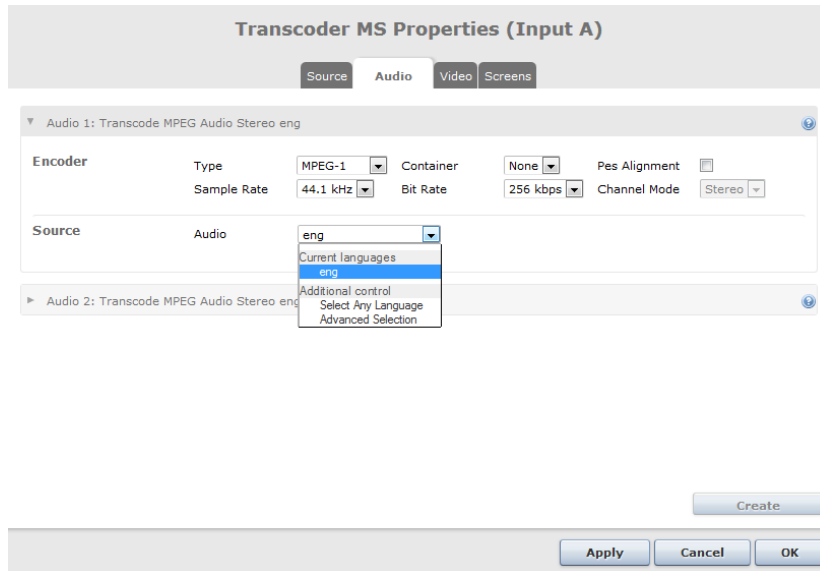 Transcoder MS Properties (Input A)
Source Audio Video Screens
Audio 1: Transcode MPEG Audio Stereo eng
Encoder Type MPEG-1 Container None Pes Alignment
Sample Rate 44.1 kHz Bit Rate 256 kbps Channel Mode Stereo
Source Audio eng
Current languages
eng
Additional control
Select Any Language
Advanced Selection
Audio 2: Transcode MPEG Audio Stereo eng
Create
Apply Cancel OK